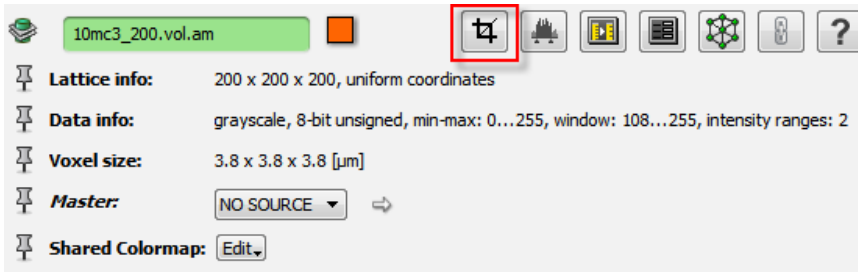 10mc3_200.vol.am ?
Lattice info: 200 x 200 x 200, uniform coordinates
Data info: grayscale, 8-bit unsigned, min-max: 0...255, window: 108...255, intensity ranges: 2
Voxel size: 3.8 x 3.8 x 3.8 [µm]
Master: NO SOURCE
Shared Colormap: Edit